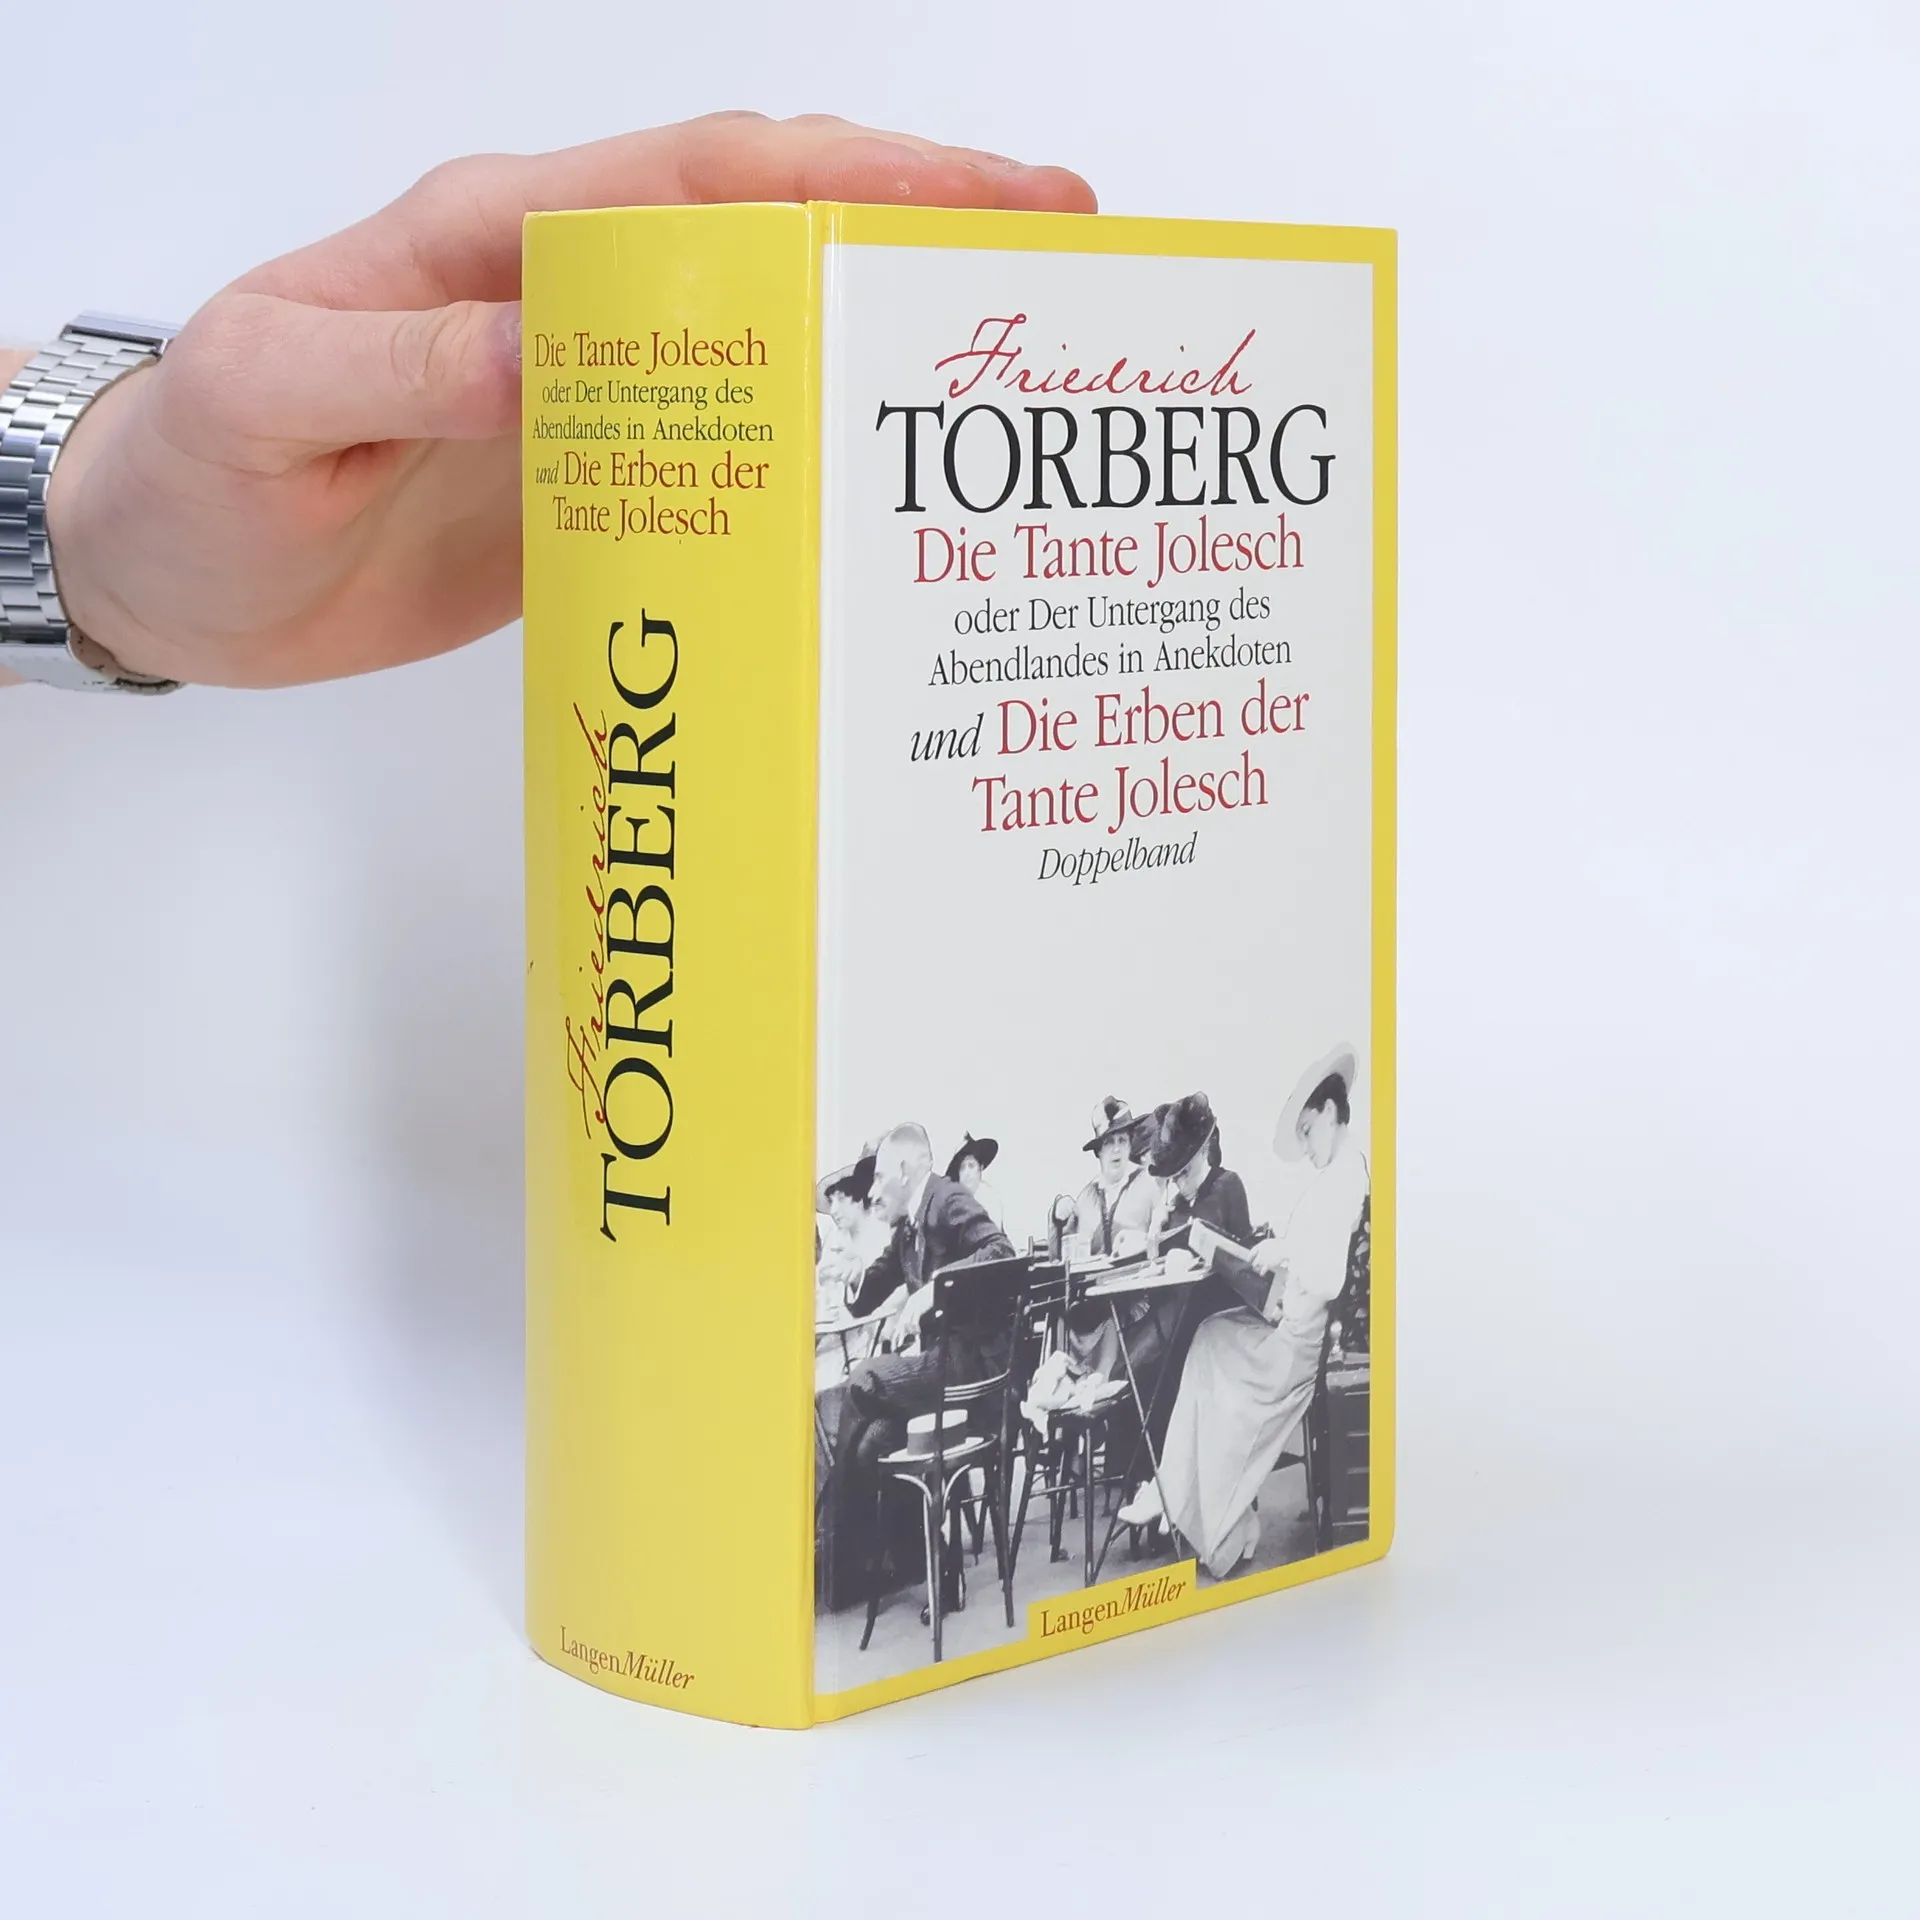 Die Tante Jolesch
oder Der Untergang des
Abendlandes in Anekdoten
und Die Erben der
Tante Jolesch
Friedrich
TORBERG
LangenMüller
Friedrich
TORBERG
Die Tante Jolesch
oder Der Untergang des
Abendlandes in Anekdoten
und Die Erben der
Tante Jolesch
Doppelband
LangenMüller